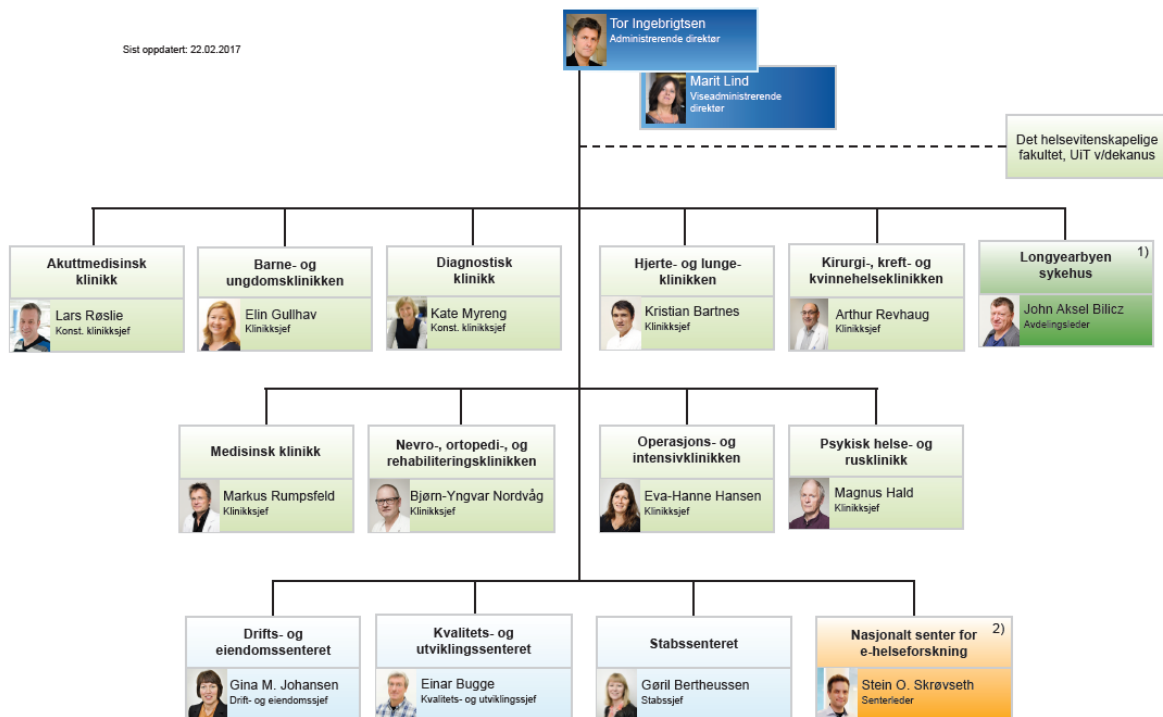 Tor Ingebrigtsen
Administrerende direktør
Sist oppdatert: 22.02.2017
Marit Lind
Viseadministrerende
direktør
Det helsevitenskapelige
fakultet, UiT v/dekanus
Akuttmedisinsk
klinikk
Lars Røslie
Konst. klinikksjef
Barne- og
ungdomsklinikken
Elin Gullhav
Klinikksjef
Diagnostisk
klinikk
Kate Myreng
Konst. klinikksjef
Hjerte- og lunge-
klinikken
Kristian Bartnes
Klinikksjef
Kirurgi-, kreft- og
kvinnehelseklinikken
Arthur Revhaug
Klinikksjef
Longyearbyen 1)
sykehus
John Aksel Bilicz
Avdelingsleder
Medisinsk klinikk
Markus Rumpsfeld
Klinikksjef
Nevro-, ortopedi-, og
rehabiliteringsklinikken
Bjørn-Yngvar Nordvåg
Klinikksjef
Operasjons- og
intensivklinikken
Eva-Hanne Hansen
Klinikksjef
Psykisk helse- og
rusklinikk
Magnus Hald
Klinikksjef
Drifts- og
eiendomssenteret
Gina M. Johansen
Drift- og eiendomssjef
Kvalitets- og
utviklingssenteret
Einar Bugge
Kvalitets- og utviklingssjef
Stabssenteret
Gøril Bertheussen
Stabssjef
Nasjonalt senter for 2)
e-helseforskning
Stein O. Skrøvseth
Senterleder